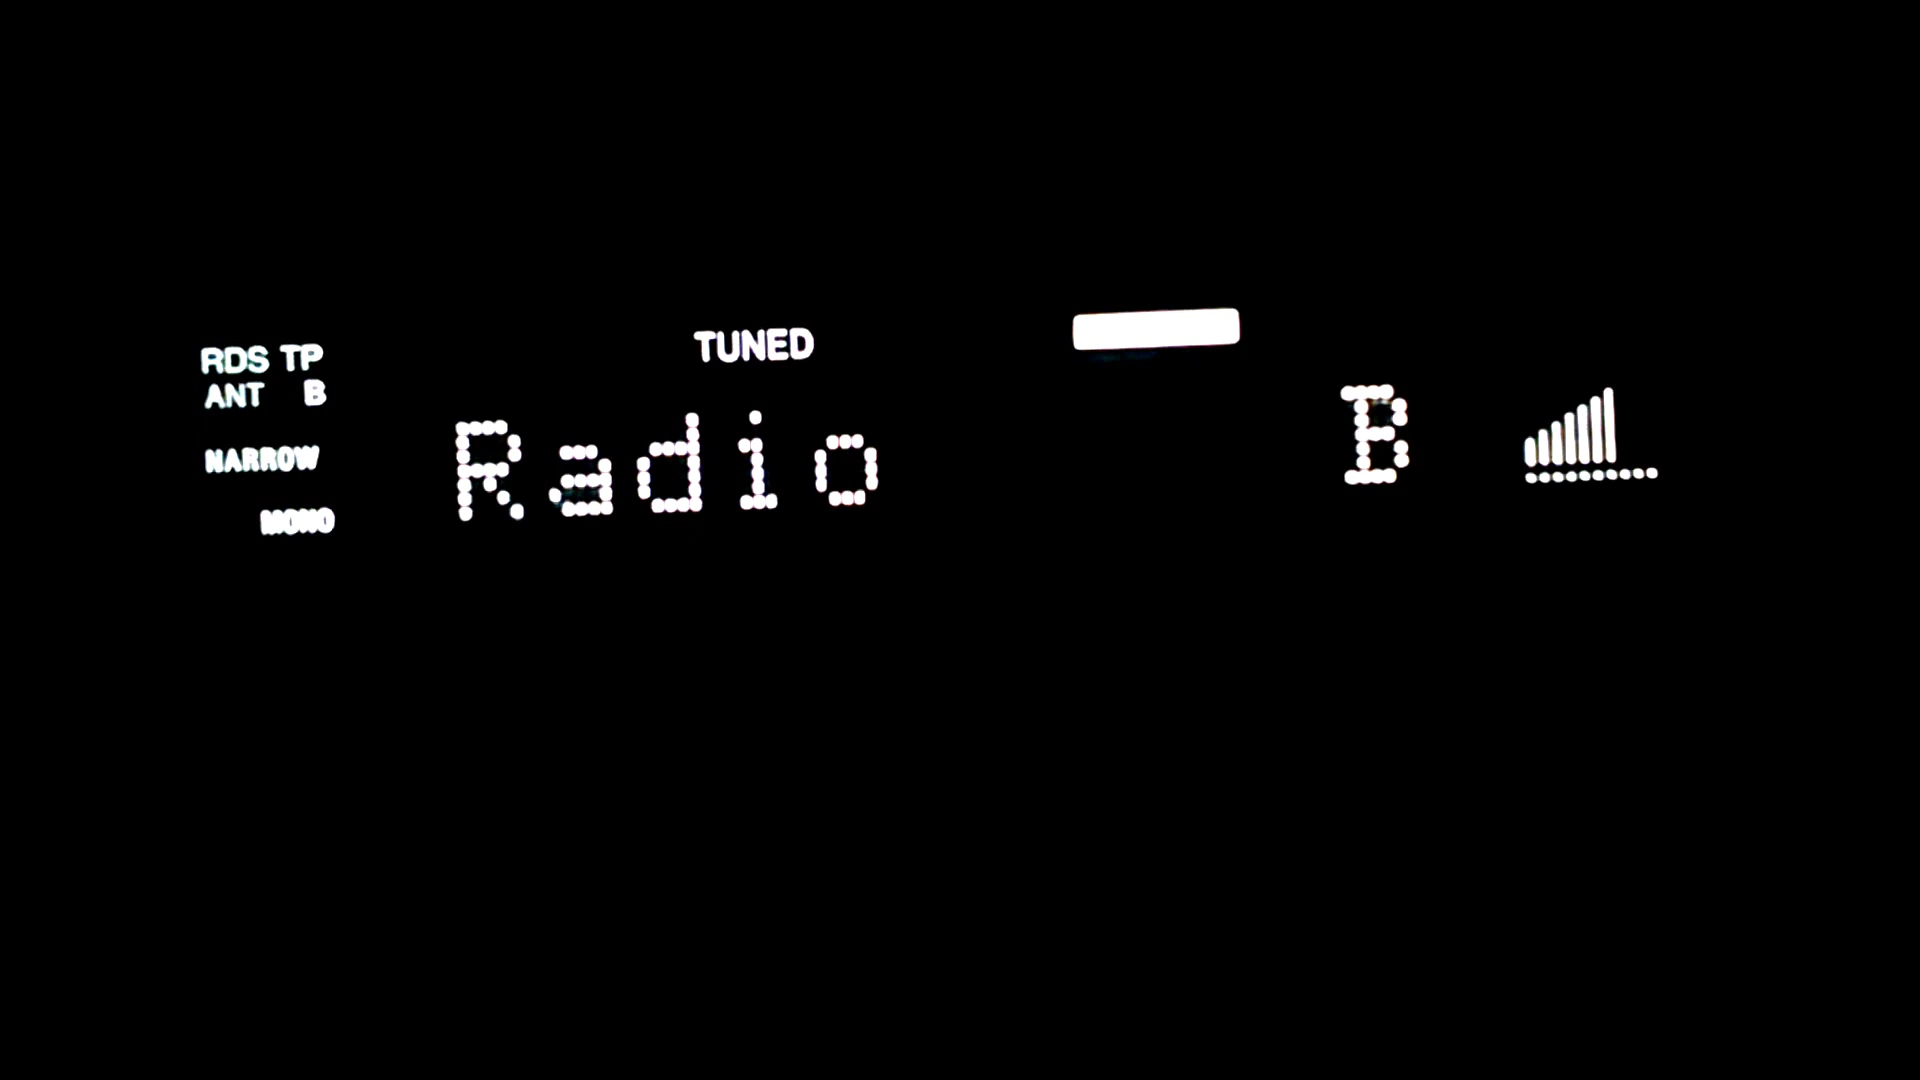 RDS TP
TUNED
ANT B
NARROW
MONO
Radio B